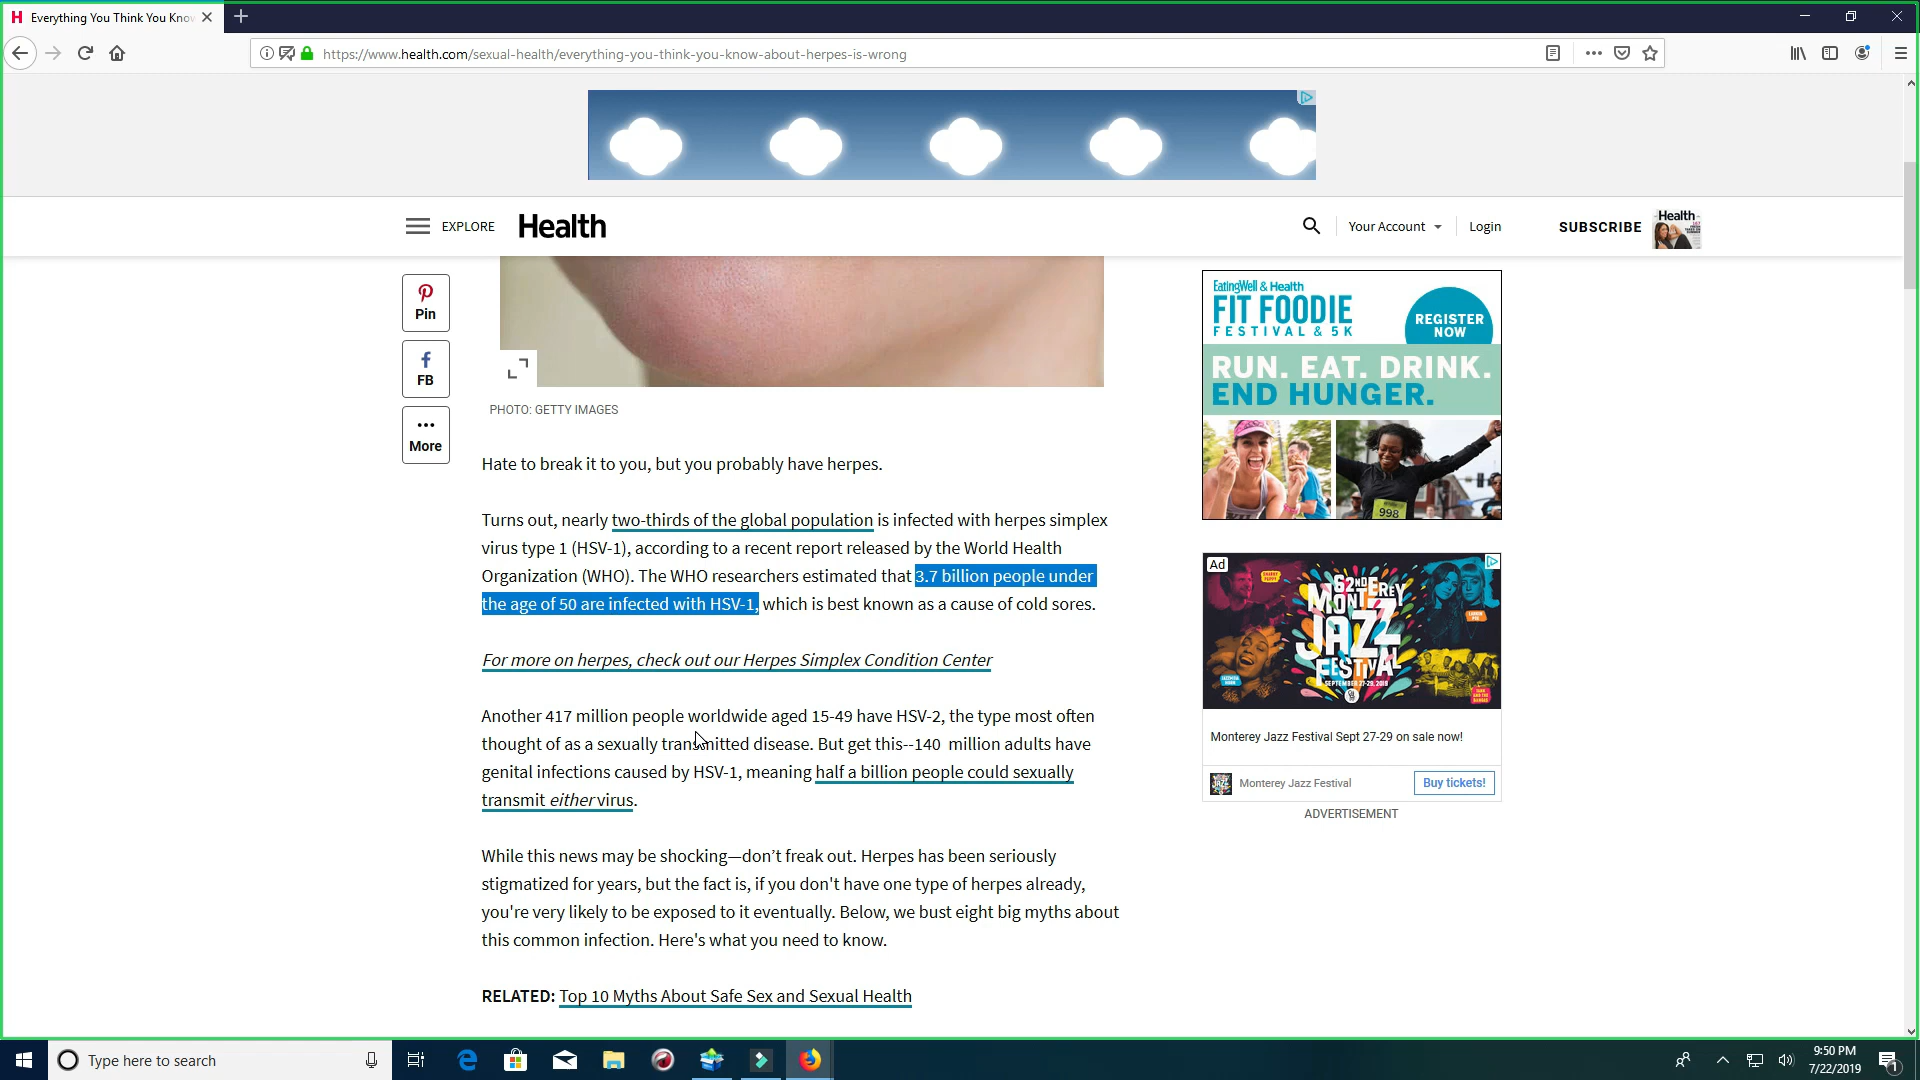 Everything You Think You Know
https://www.health.com/sexual-health/everything-you-think-you-know-about-herpes-is-wrong
EXPLORE
Health
Your Account
Login
SUBSCRIBE
Health
Pin
FB
More
PHOTO: GETTY IMAGES
Hate to break it to you, but you probably have herpes.
Turns out, nearly two-thirds of the global population is infected with herpes simplex
virus type 1 (HSV-1), according to a recent report released by the World Health
Organization (WHO). The WHO researchers estimated that 3.7 billion people under
the age of 50 are infected with HSV-1, which is best known as a cause of cold sores.
For more on herpes, check out our Herpes Simplex Condition Center
Another 417 million people worldwide aged 15-49 have HSV-2, the type most often
thought of as a sexually transmitted disease. But get this--140 million adults have
genital infections caused by HSV-1, meaning half a billion people could sexually
transmit either virus.
While this news may be shocking—don’t freak out. Herpes has been seriously
stigmatized for years, but the fact is, if you don't have one type of herpes already,
you're very likely to be exposed to it eventually. Below, we bust eight big myths about
this common infection. Here's what you need to know.
RELATED: Top 10 Myths About Safe Sex and Sexual Health
EatingWell & Health
FIT FOODIE
FESTIVAL & 5K
REGISTER
NOW
RUN. EAT. DRINK.
END HUNGER.
998
Ad
62ND
MONTEREY
JAZZ
FESTIVAL
SEPTEMBER 27-29, 2019
Monterey Jazz Festival Sept 27-29 on sale now!
Monterey Jazz Festival
Buy tickets!
ADVERTISEMENT
Type here to search
9:50 PM
7/22/2019
1